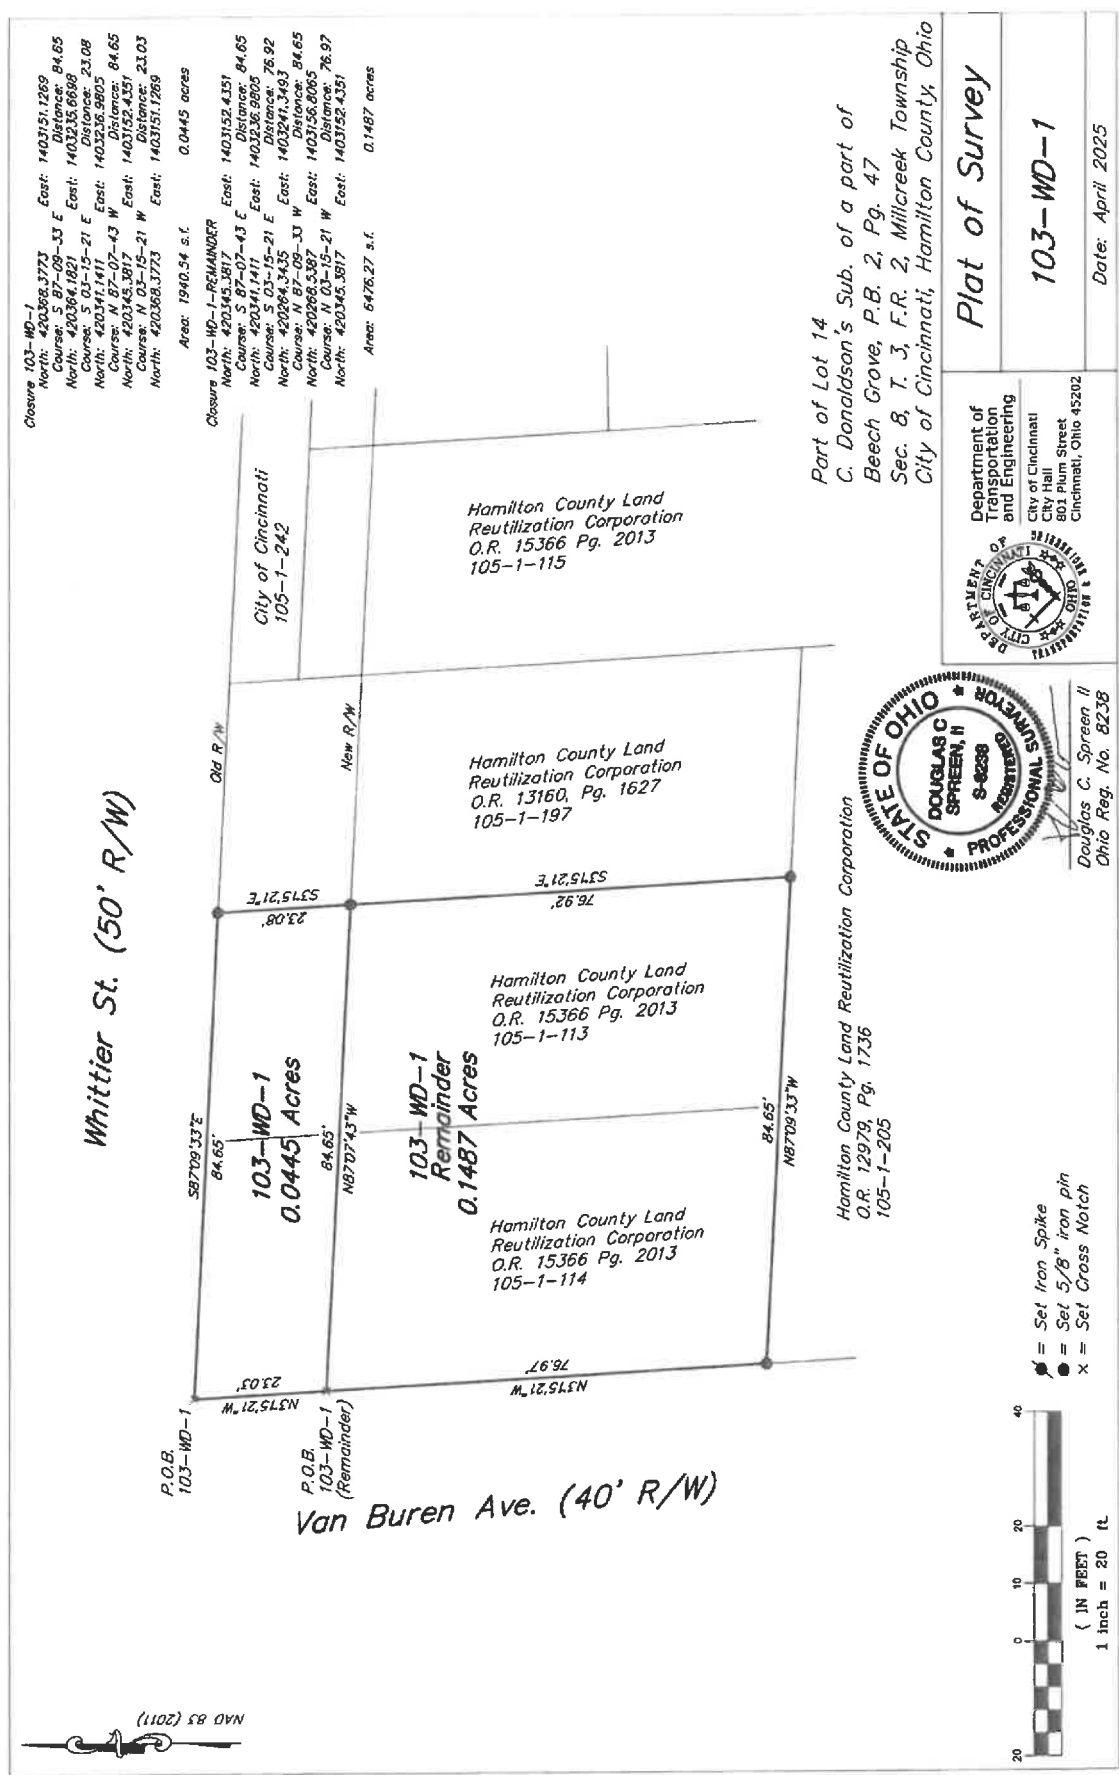 Closure 103-WD-1
North: 420368.3773 East: 1403151.1269
Course: S 87-09-33 E Distance: 84.65
North: 420364.1821 East: 1403235.6698
Course: S 03-15-21 E Distance: 23.08
North: 420341.1411 East: 1403236.9805
Course: N 87-07-43 W Distance: 84.65
North: 420345.3817 East: 1403152.4351
Course: N 03-15-21 W Distance: 23.03
North: 420368.3773 East: 1403151.1269
Area: 1940.54 s.f. 0.0445 acres
Closure 103-WD-1-REMAINDER
North: 420345.3817 East: 1403152.4351
Course: S 87-07-43 E Distance: 84.65
North: 420341.1411 East: 1403236.9805
Course: S 03-15-21 E Distance: 76.92
North: 420264.3435 East: 1403241.3493
Course: N 87-09-33 W Distance: 84.65
North: 420268.5387 East: 1403156.8065
Course: N 03-15-21 W Distance: 76.97
North: 420345.3817 East: 1403152.4351
Area: 6476.27 s.f. 0.1487 acres
Whittier St. (50' R/W)
Old R/W
New R/W
City of Cincinnati
105-1-242
Hamilton County Land
Reutilization Corporation
O.R. 15366 Pg. 2013
105-1-115
Hamilton County Land
Reutilization Corporation
O.R. 13160, Pg. 1627
105-1-197
S3°15'21"E
23.08'
S3°15'21"E
76.92'
S87°09'33"E
84.65'
103-WD-1
0.0445 Acres
84.65'
N87°07'43"W
103-WD-1
Remainder
0.1487 Acres
Hamilton County Land
Reutilization Corporation
O.R. 15366 Pg. 2013
105-1-113
Hamilton County Land
Reutilization Corporation
O.R. 15366 Pg. 2013
105-1-114
84.65'
N87°09'33"W
23.03'
N3°15'21"W
76.97'
N3°15'21"W
P.O.B.
103-WD-1
P.O.B.
103-WD-1
(Remainder)
Van Buren Ave. (40' R/W)
Hamilton County Land Reutilization Corporation
O.R. 12979, Pg. 1736
105-1-205
Part of Lot 14
C. Donaldson's Sub. of a part of
Beech Grove, P.B. 2, Pg. 47
Sec. 8, T. 3, F.R. 2, Millcreek Township
City of Cincinnati, Hamilton County, Ohio
NAD 83 (2011)
20 0 10 20 40
( IN FEET )
1 inch = 20 ft.
= Set Iron Spike
● = Set 5/8" iron pin
x = Set Cross Notch
STATE OF OHIO
DOUGLAS C
SPREEN, II
S-8238
REGISTERED
PROFESSIONAL SURVEYOR
Douglas C. Spreen II
Ohio Reg. No. 8238
DEPARTMENT OF
TRANSPORTATION & ENGINEERING
CITY OF CINCINNATI
OHIO
Department of
Transportation
and Engineering
City of Cincinnati
City Hall
801 Plum Street
Cincinnati, Ohio 45202
Plat of Survey
103-WD-1
Date: April 2025